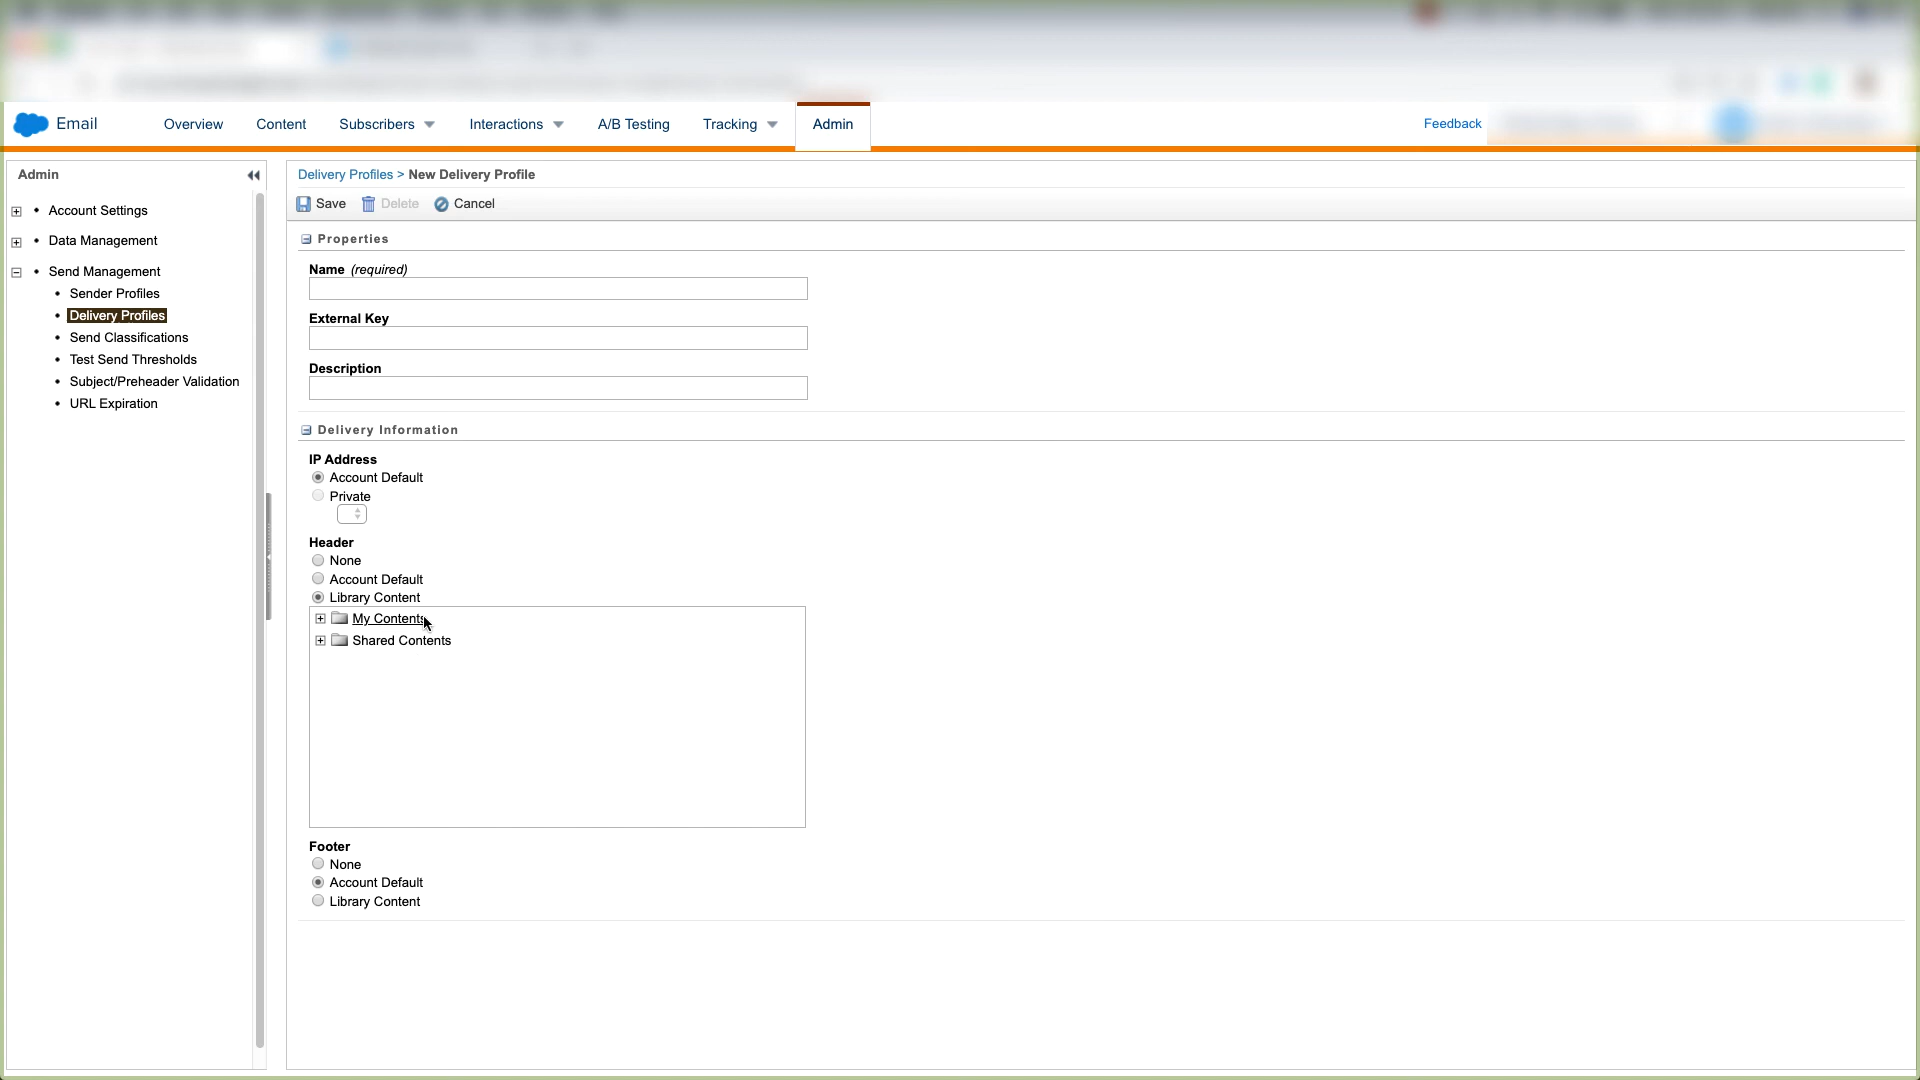 Email
Overview
Content
Subscribers
Interactions
A/B Testing
Tracking
Admin
Feedback
Admin
Account Settings
Data Management
Send Management
Sender Profiles
Delivery Profiles
Send Classifications
Test Send Thresholds
Subject/Preheader Validation
URL Expiration
Delivery Profiles > New Delivery Profile
Save Delete Cancel
Properties
Name (required)
External Key
Description
Delivery Information
IP Address
Account Default
Private
Header
None
Account Default
Library Content
My Contents
Shared Contents
Footer
None
Account Default
Library Content